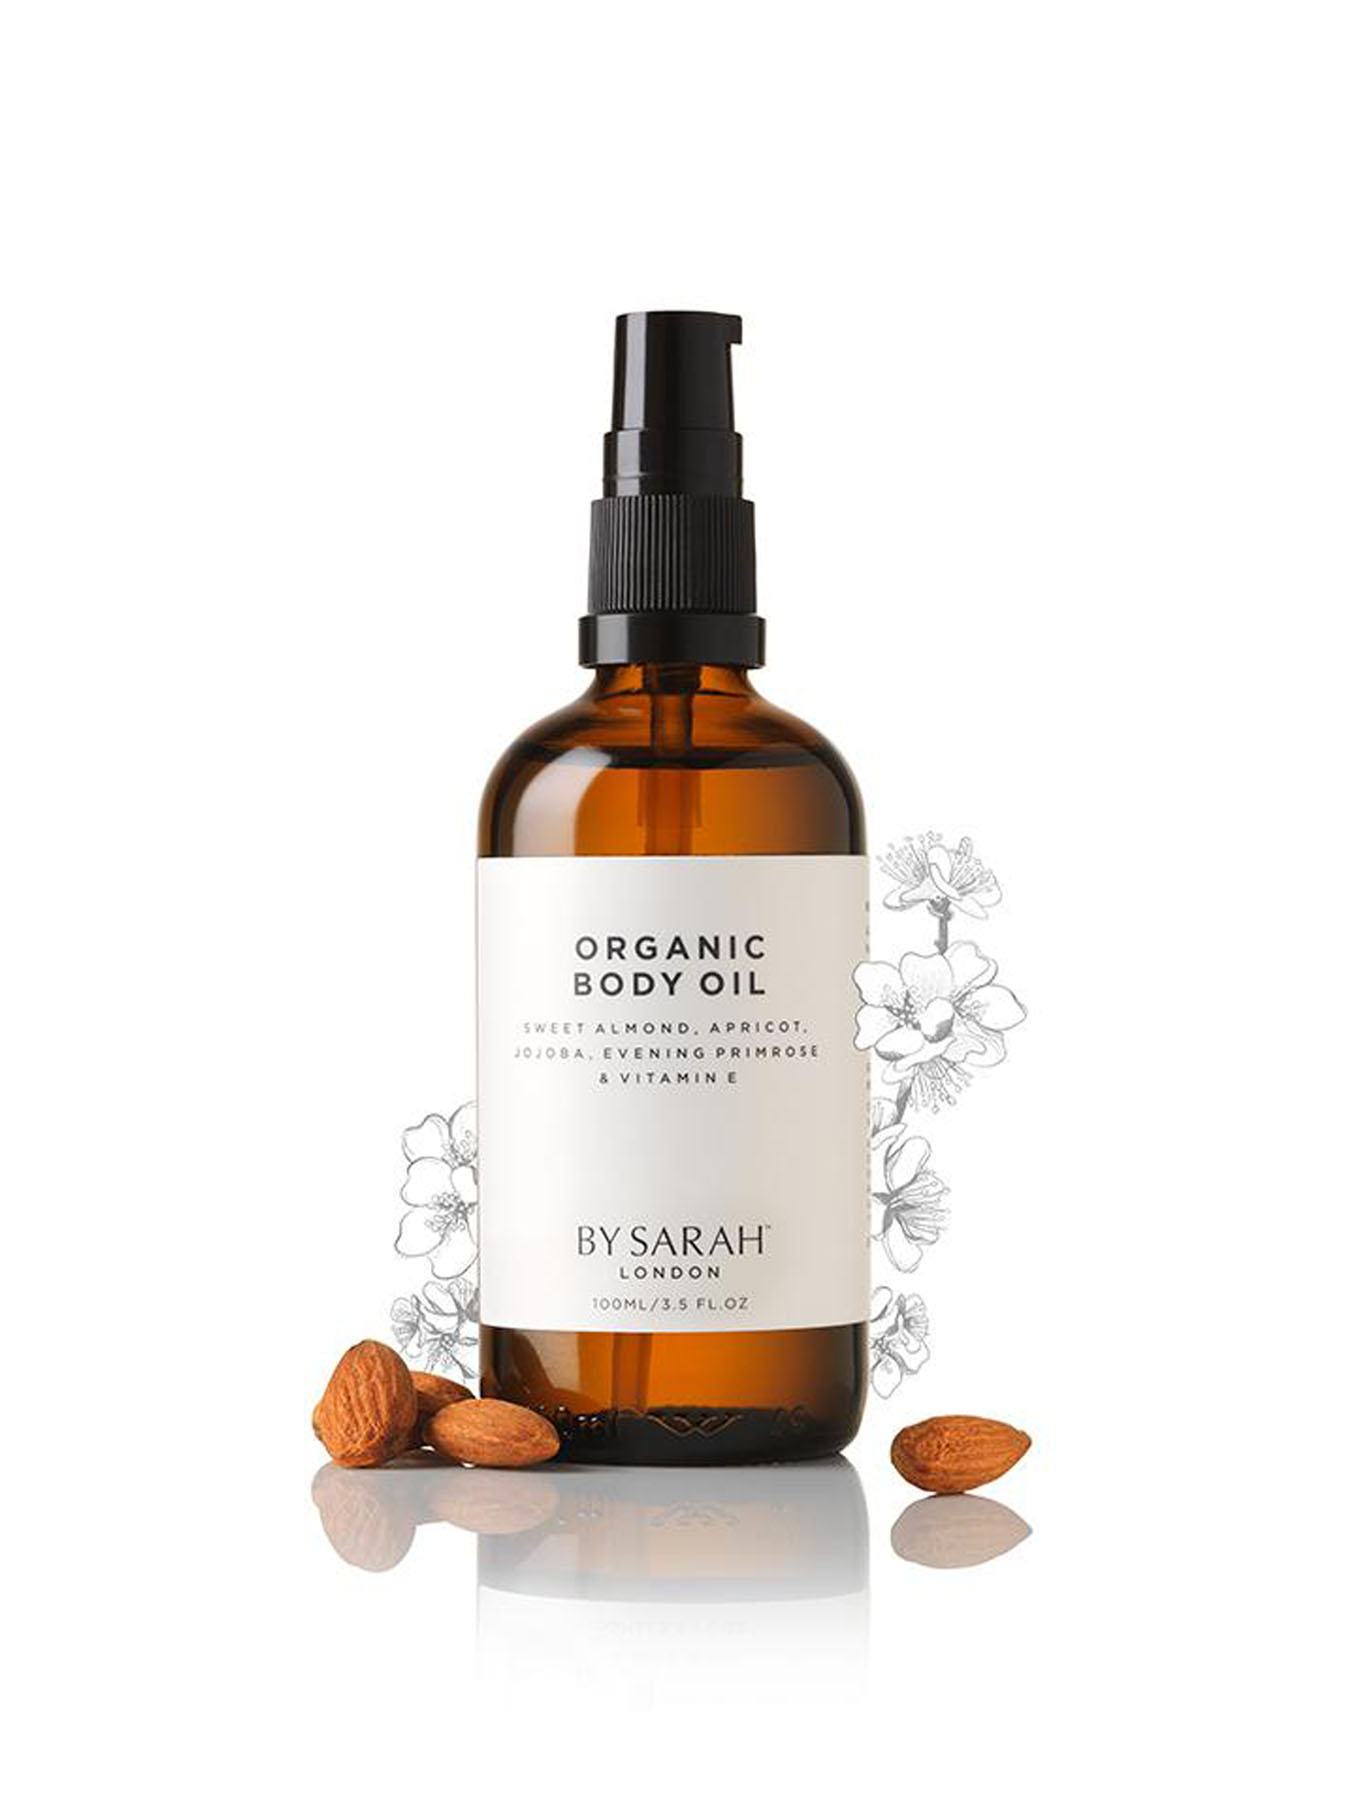 ORGANIC
BODY OIL
SWEET ALMOND, APRICOT,
JOJOBA, EVENING PRIMROSE
& VITAMIN E
BY SARAH™
LONDON
100ML/3.5 FL.OZ